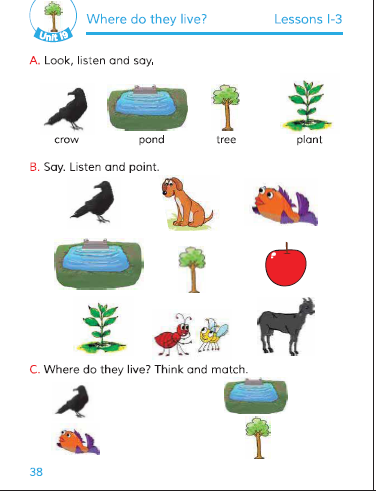 Where do they live? Lessons 1-3
Unit 19
A. Look, listen and say,
crow pond tree plant
B. Say. Listen and point.
C. Where do they live? Think and match.
38